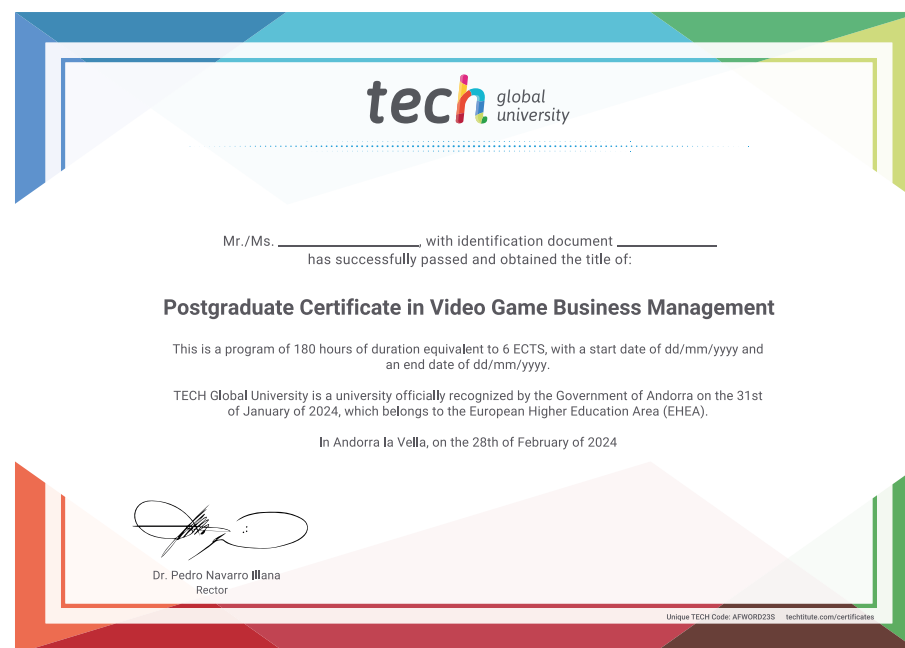 tech global university
Mr./Ms. ________________, with identification document ____________
has successfully passed and obtained the title of:
Postgraduate Certificate in Video Game Business Management
This is a program of 180 hours of duration equivalent to 6 ECTS, with a start date of dd/mm/yyyy and
an end date of dd/mm/yyyy.
TECH Global University is a university officially recognized by the Government of Andorra on the 31st
of January of 2024, which belongs to the European Higher Education Area (EHEA).
In Andorra la Vella, on the 28th of February of 2024
Dr. Pedro Navarro Illana
Rector
Unique TECH Code: AFWORD23S techtitute.com/certificates